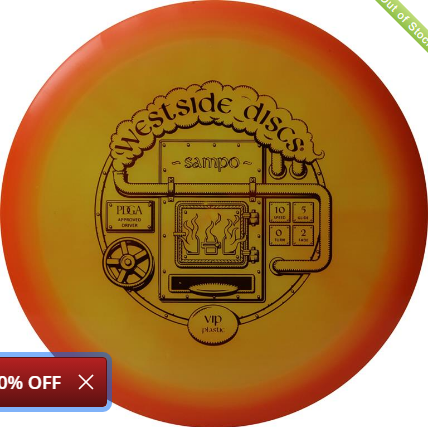 Out of Stock
westside discs
~ sampo ~
PDGA
APPROVED
DRIVER
10
SPEED
5
GLIDE
0
TURN
2
FADE
vip
plastic
0% OFF